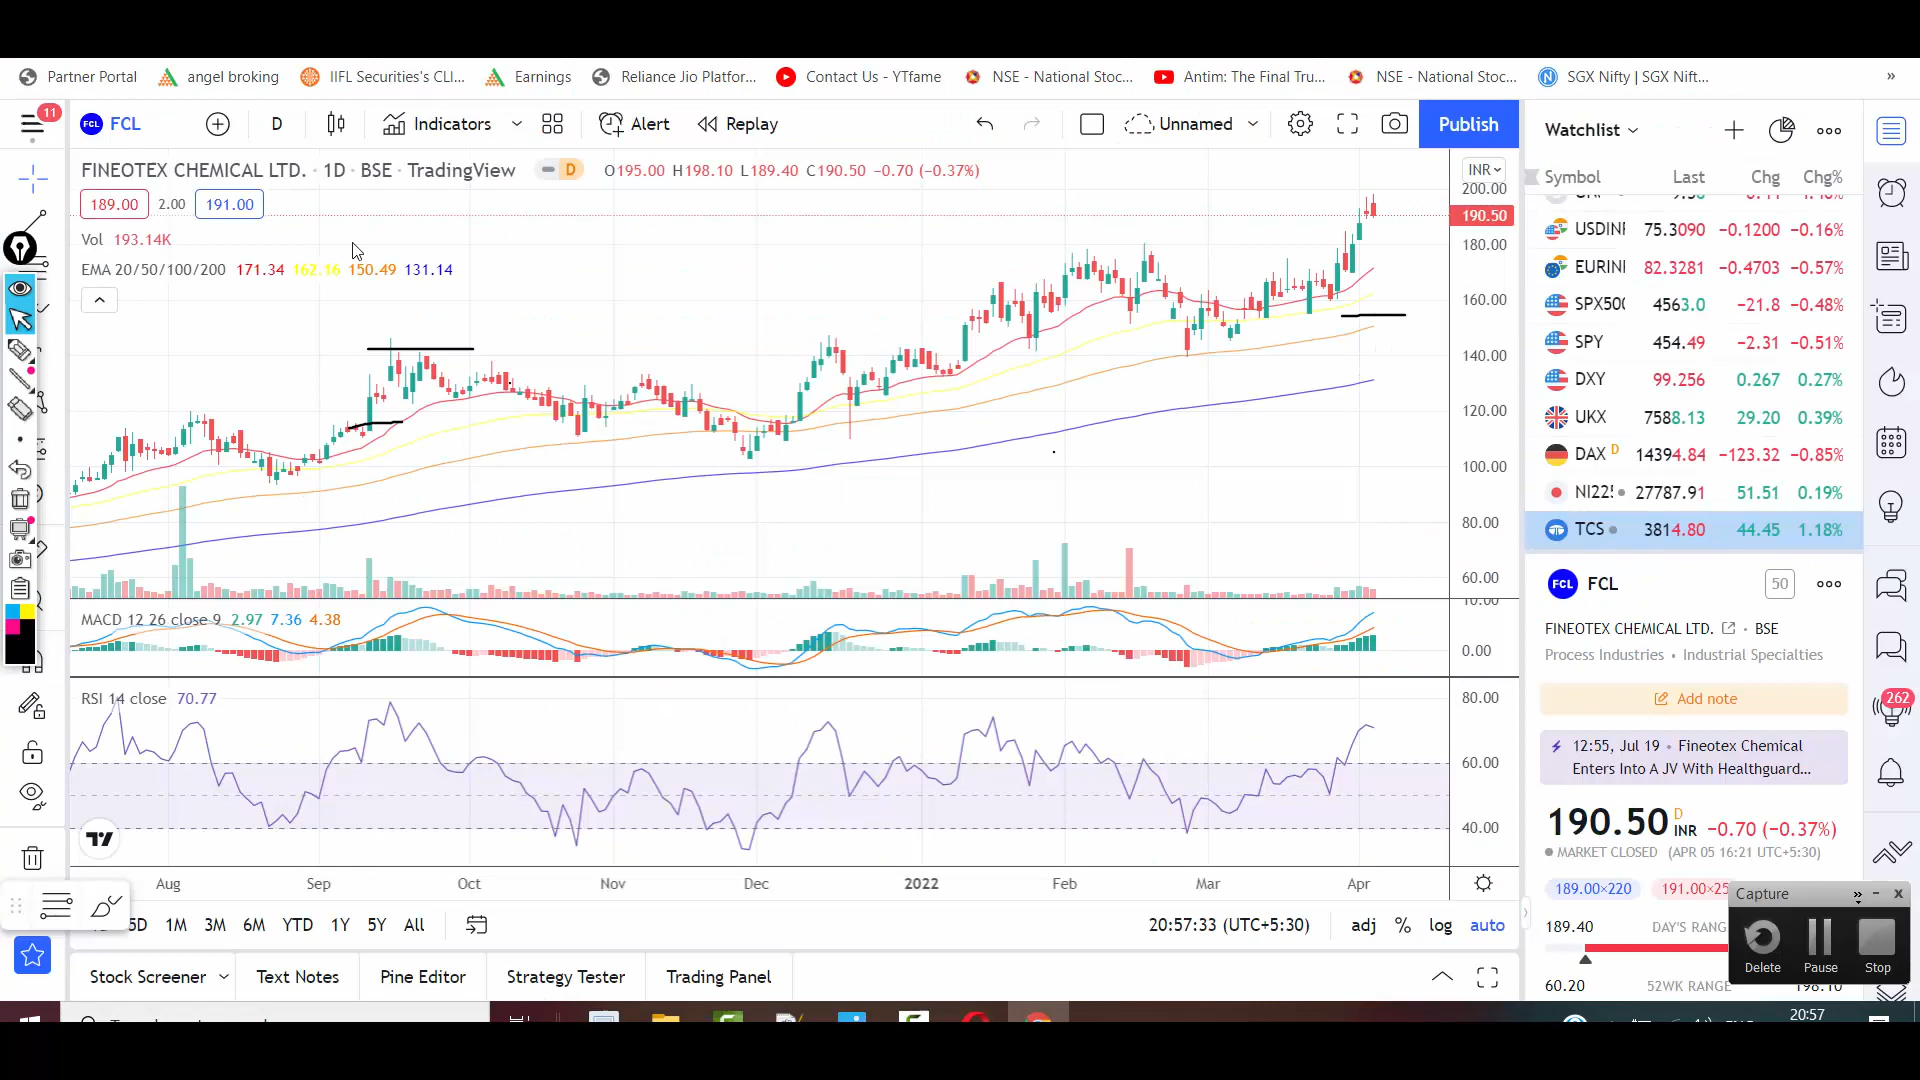 Partner Portal
angel broking
IIFL Securities's CLI...
Earnings
Reliance Jio Platfor...
Contact Us - YTfame
NSE - National Stoc...
Antim: The Final Tru...
NSE - National Stoc...
SGX Nifty | SGX Nift...
»
11
FCL
D
Indicators
Alert
Replay
Unnamed
Publish
FINEOTEX CHEMICAL LTD. · 1D · BSE · TradingView
D
O195.00 H198.10 L189.40 C190.50 −0.70 (−0.37%)
189.00 2.00 191.00
Vol 193.14K
EMA 20/50/100/200 171.34 162.16 150.49 131.14
INR
200.00
190.50
180.00
160.00
140.00
120.00
100.00
80.00
60.00
MACD 12 26 close 9 2.97 7.36 4.38
10.00
0.00
RSI 14 close 70.77
80.00
60.00
40.00
Aug Sep Oct Nov Dec 2022 Feb Mar Apr
5D 1M 3M 6M YTD 1Y 5Y All
20:57:33 (UTC+5:30)
adj % log auto
Stock Screener
Text Notes
Pine Editor
Strategy Tester
Trading Panel
Watchlist
Symbol Last Chg Chg%
USDINR 75.3090 −0.1200 −0.16%
EURINR 82.3281 −0.4703 −0.57%
SPX500 4563.0 −21.8 −0.48%
SPY 454.49 −2.31 −0.51%
DXY 99.256 0.267 0.27%
UKX 7588.13 29.20 0.39%
DAX D 14394.84 −123.32 −0.85%
NI225 27787.91 51.51 0.19%
TCS 3814.80 44.45 1.18%
FCL FCL
50
FINEOTEX CHEMICAL LTD. · BSE
Process Industries • Industrial Specialties
Add note
12:55, Jul 19 • Fineotex Chemical
Enters Into A JV With Healthguard...
190.50 D INR −0.70 (−0.37%)
MARKET CLOSED (APR 05 16:21 UTC+5:30)
189.00×220 191.00×25
189.40 DAY'S RANG
60.20 52WK RANGE 198.10
262
Capture
Delete Pause Stop
20:57